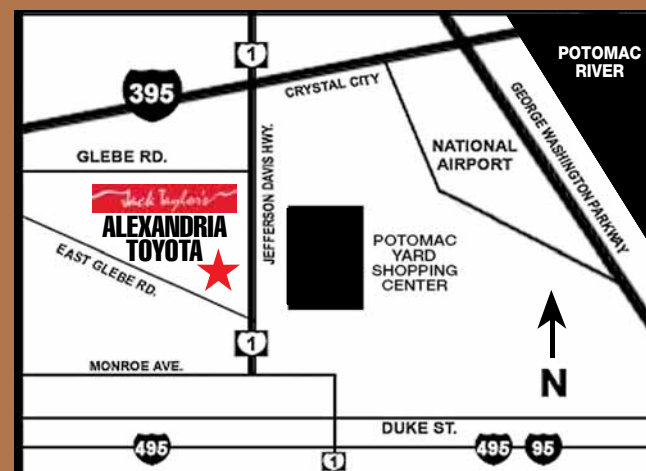 POTOMAC
RIVER
1
395
CRYSTAL CITY
GEORGE WASHINGTON PARKWAY
JEFFERSON DAVIS HWY.
GLEBE RD.
NATIONAL
AIRPORT
Jack Taylor's
ALEXANDRIA
TOYOTA
EAST GLEBE RD.
POTOMAC
YARD
SHOPPING
CENTER
1
MONROE AVE.
N
DUKE ST.
495
1
495
95